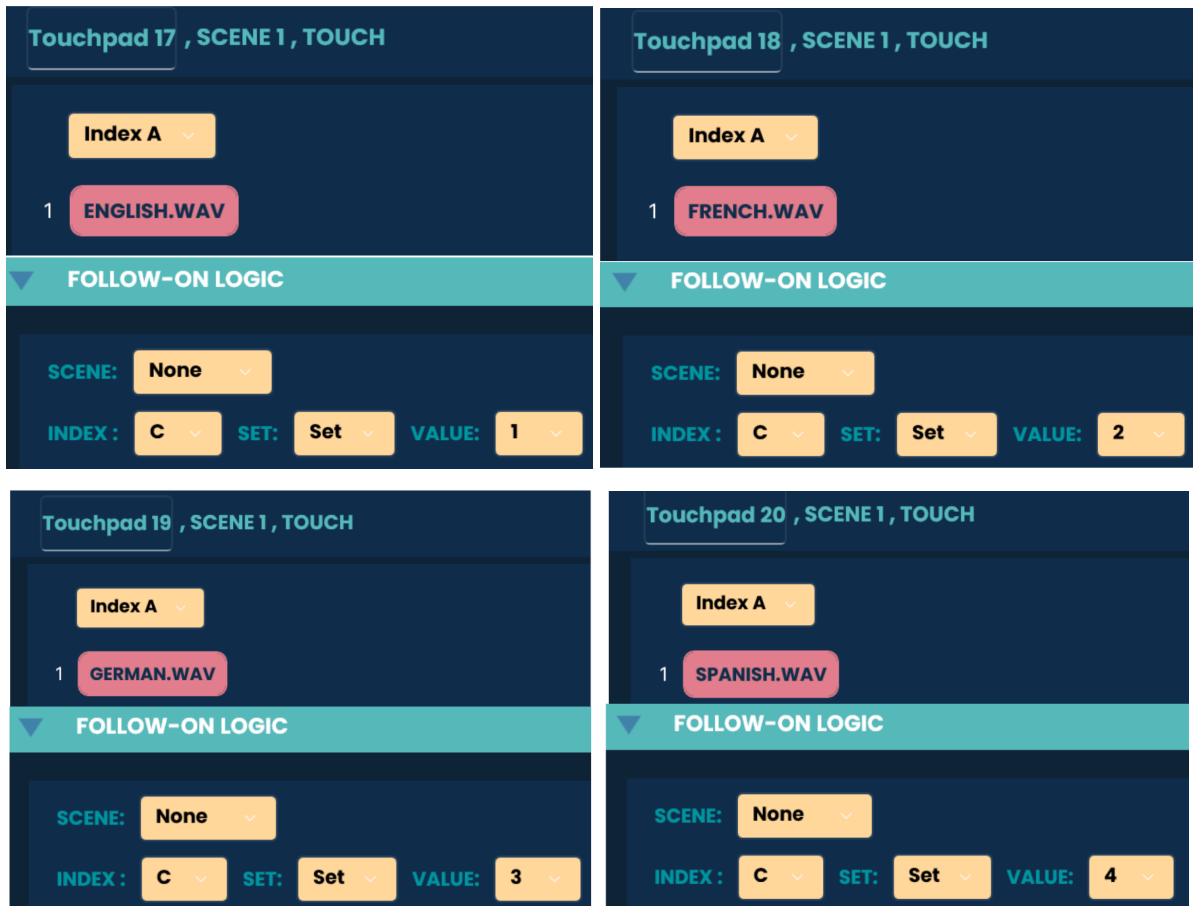 Touchpad 17 , SCENE 1 , TOUCH
Index A
1 ENGLISH.WAV
FOLLOW-ON LOGIC
SCENE: None
INDEX : C SET: Set VALUE: 1
Touchpad 18 , SCENE 1 , TOUCH
Index A
1 FRENCH.WAV
FOLLOW-ON LOGIC
SCENE: None
INDEX : C SET: Set VALUE: 2
Touchpad 19 , SCENE 1 , TOUCH
Index A
1 GERMAN.WAV
FOLLOW-ON LOGIC
SCENE: None
INDEX : C SET: Set VALUE: 3
Touchpad 20 , SCENE 1 , TOUCH
Index A
1 SPANISH.WAV
FOLLOW-ON LOGIC
SCENE: None
INDEX : C SET: Set VALUE: 4